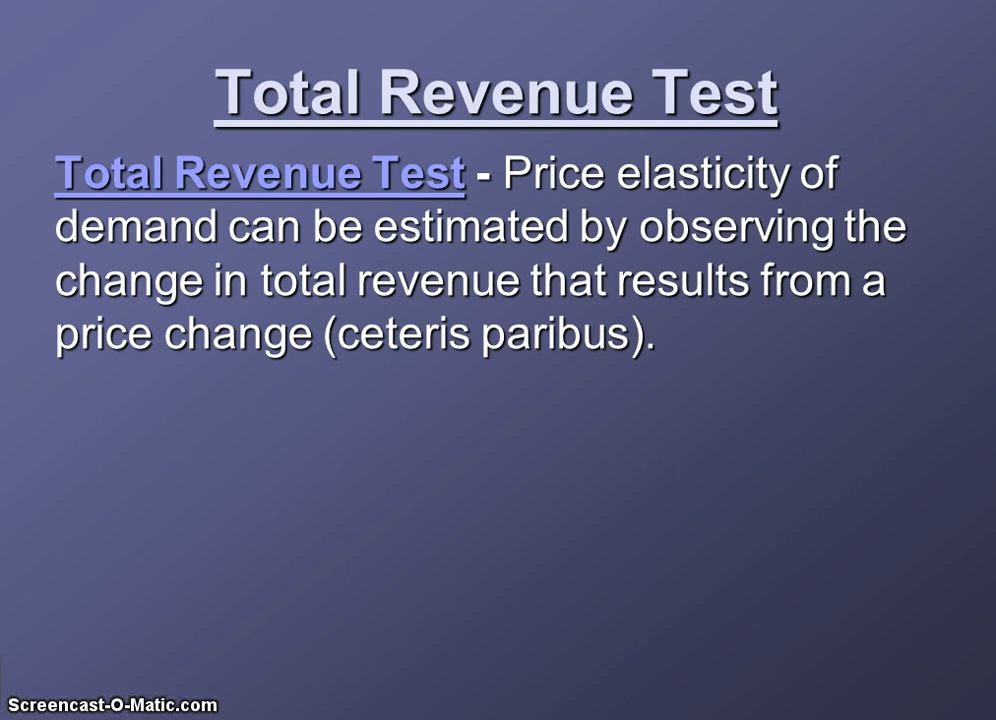 Total Revenue Test
Total Revenue Test - Price elasticity of
demand can be estimated by observing the
change in total revenue that results from a
price change (ceteris paribus).
Screencast-O-Matic.com